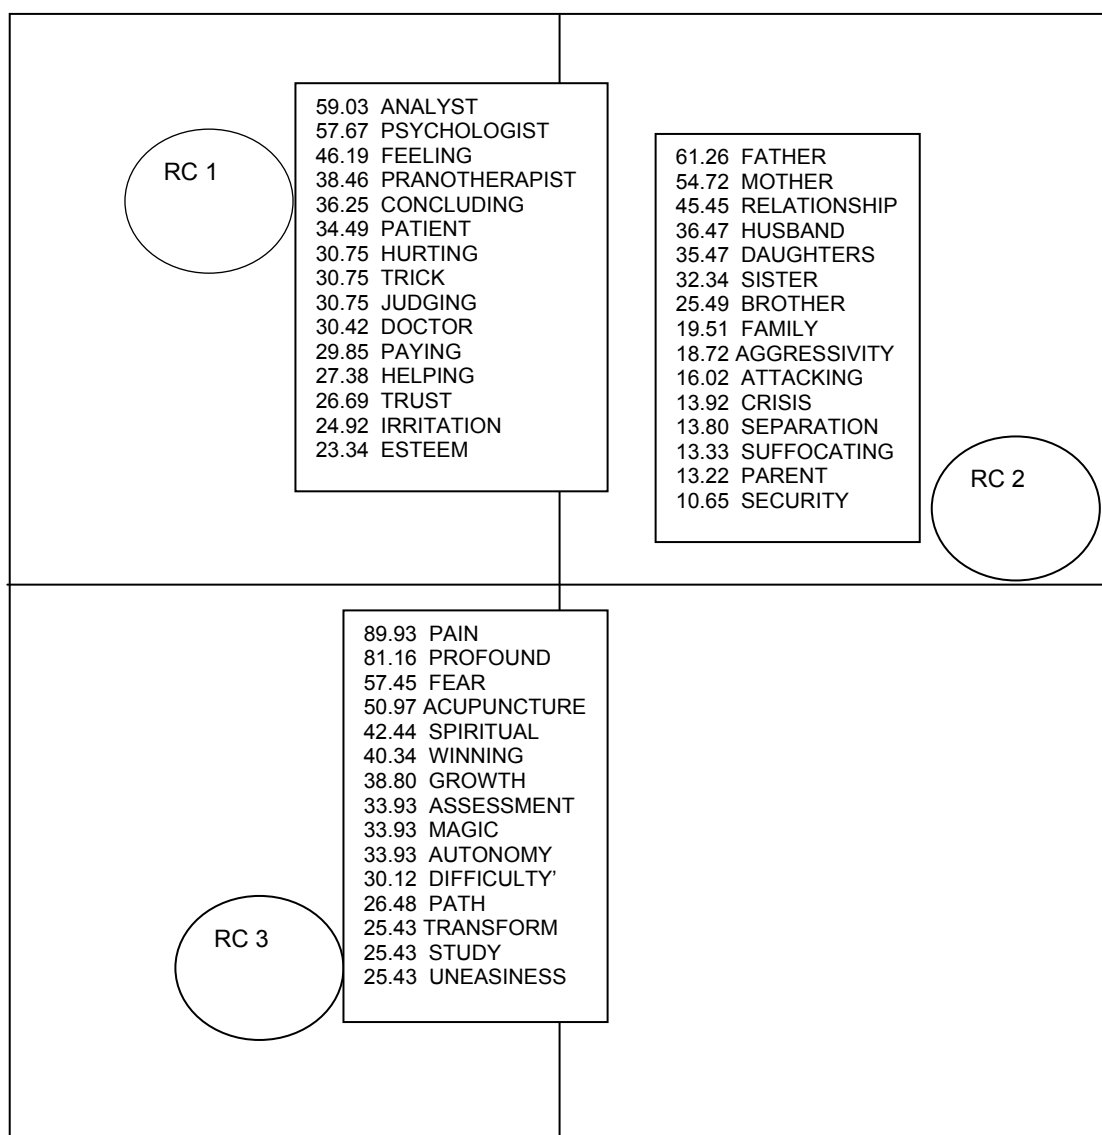 RC 1
59.03 ANALYST
57.67 PSYCHOLOGIST
46.19 FEELING
38.46 PRANOTHERAPIST
36.25 CONCLUDING
34.49 PATIENT
30.75 HURTING
30.75 TRICK
30.75 JUDGING
30.42 DOCTOR
29.85 PAYING
27.38 HELPING
26.69 TRUST
24.92 IRRITATION
23.34 ESTEEM
61.26 FATHER
54.72 MOTHER
45.45 RELATIONSHIP
36.47 HUSBAND
35.47 DAUGHTERS
32.34 SISTER
25.49 BROTHER
19.51 FAMILY
18.72 AGGRESSIVITY
16.02 ATTACKING
13.92 CRISIS
13.80 SEPARATION
13.33 SUFFOCATING
13.22 PARENT
10.65 SECURITY
RC 2
89.93 PAIN
81.16 PROFOUND
57.45 FEAR
50.97 ACUPUNCTURE
42.44 SPIRITUAL
40.34 WINNING
38.80 GROWTH
33.93 ASSESSMENT
33.93 MAGIC
33.93 AUTONOMY
30.12 DIFFICULTY’
26.48 PATH
25.43 TRANSFORM
25.43 STUDY
25.43 UNEASINESS
RC 3